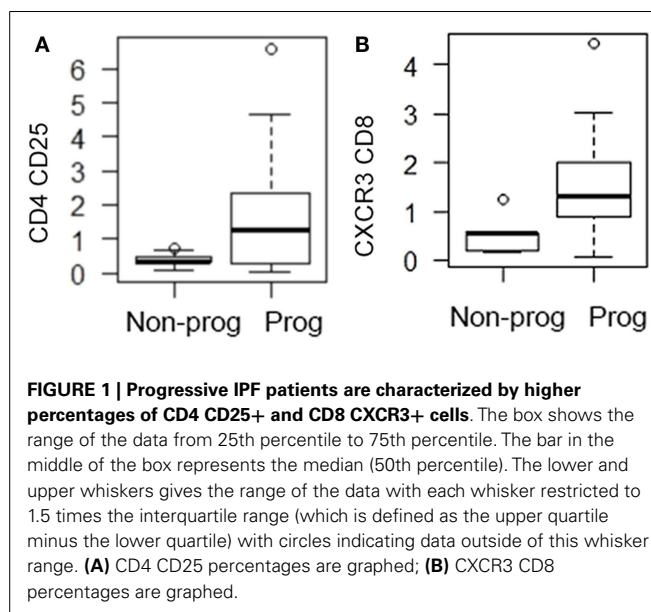 A
CD4 CD25
6
5
4
3
2
1
0
Non-prog Prog
B
CXCR3 CD8
4
3
2
1
0
Non-prog Prog
FIGURE 1 | Progressive IPF patients are characterized by higher
percentages of CD4 CD25+ and CD8 CXCR3+ cells. The box shows the
range of the data from 25th percentile to 75th percentile. The bar in the
middle of the box represents the median (50th percentile). The lower and
upper whiskers gives the range of the data with each whisker restricted to
1.5 times the interquartile range (which is defined as the upper quartile
minus the lower quartile) with circles indicating data outside of this whisker
range. (A) CD4 CD25 percentages are graphed; (B) CXCR3 CD8
percentages are graphed.